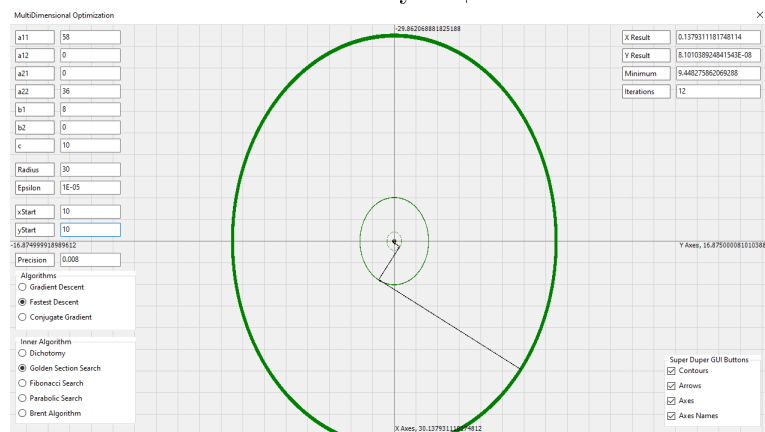 MultiDimensional Optimization
a11 58
a12 0
a21 0
a22 36
b1 8
b2 0
c 10
Radius 30
Epsilon 1E-05
xStart 10
yStart 10
-16.874999918989612
Precision 0.008
Algorithms
Gradient Descent
Fastest Descent
Conjugate Gradient
Inner Algorithm
Dichotomy
Golden Section Search
Fibonacci Search
Parabolic Search
Brent Algorithm
-29.862068881825188
X Axes, 30.137931118174812
X Result 0.1379311181748114
Y Result 8.101038924841543E-08
Minimum 9.448275862069288
Iterations 12
Y Axes, 16.875000081010388
Super Duper GUI Buttons
Contours
Arrows
Axes
Axes Names